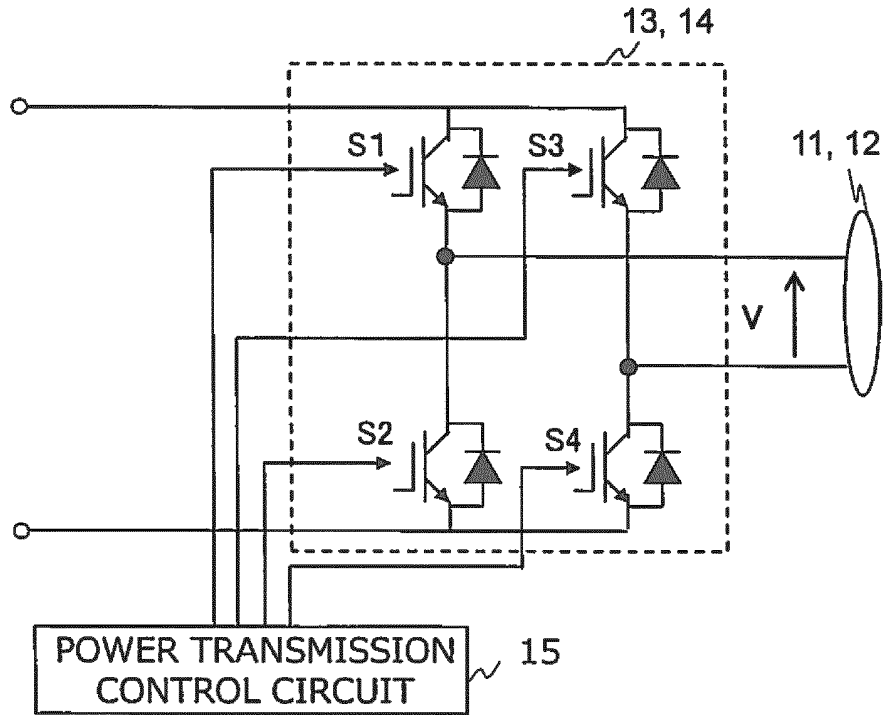 13, 14
S1
S3
11, 12
V
S2
S4
POWER TRANSMISSION
CONTROL CIRCUIT
15